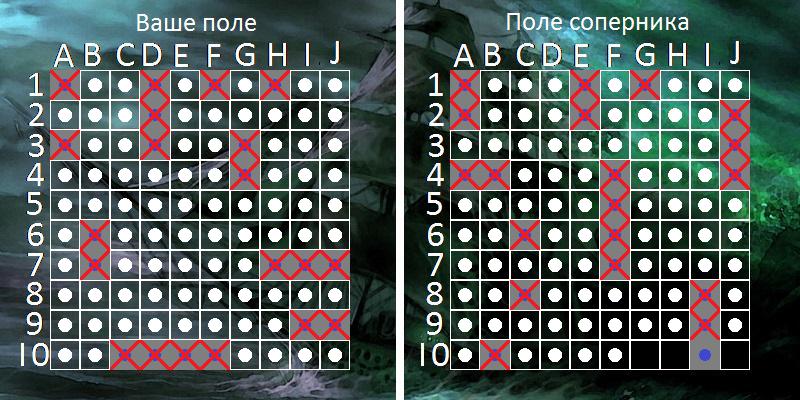 Ваше поле
Поле соперника
A B C D E F G H I J
A B C D E F G H I J
1 1
2 2
3 3
4 4
5 5
6 6
7 7
8 8
9 9
10 10